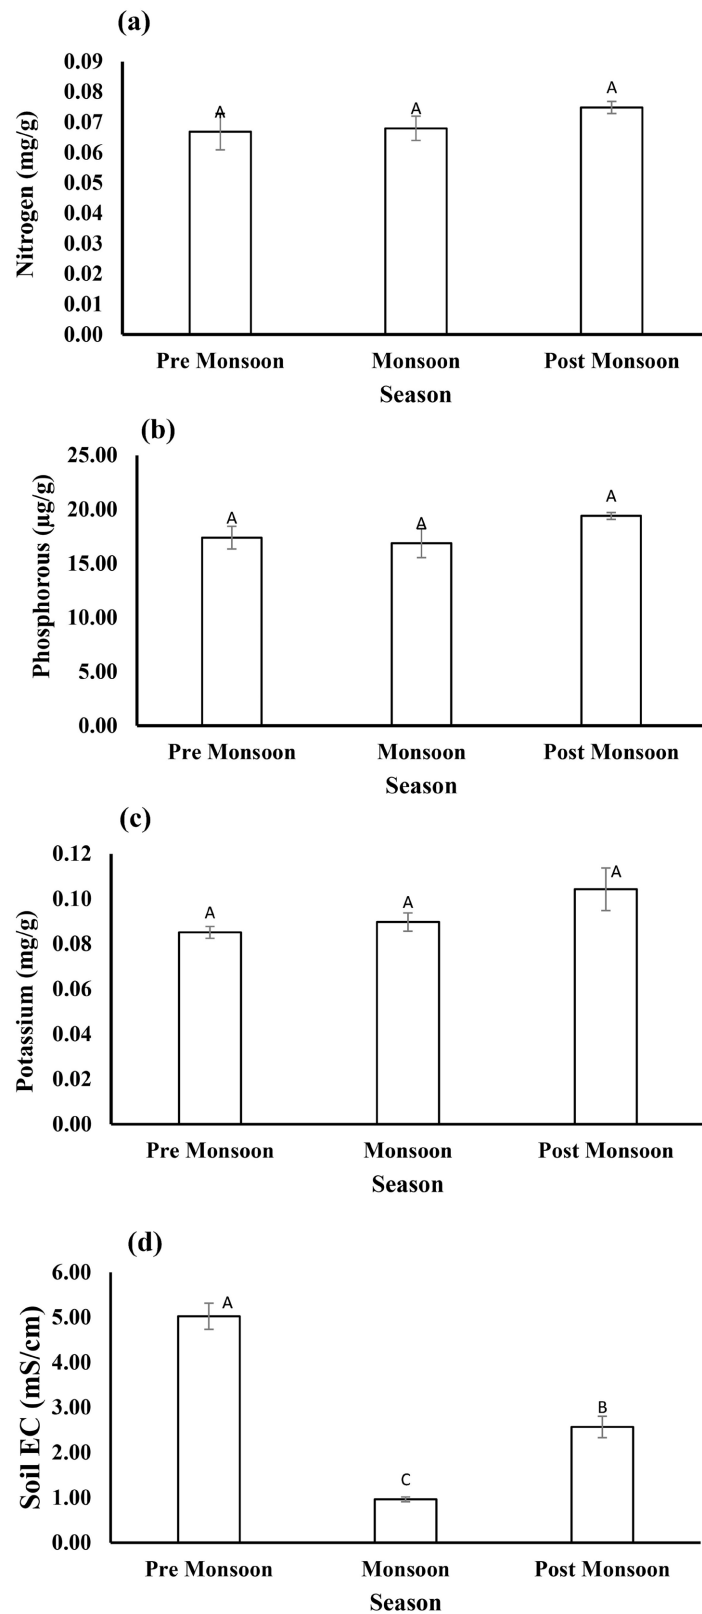 (a)
Nitrogen (mg/g)
0.09
0.08
0.07
0.06
0.05
0.04
0.03
0.02
0.01
0.00
A
A
A
Pre Monsoon
Monsoon
Post Monsoon
Season
(b)
Phosphorous (µg/g)
25.00
20.00
15.00
10.00
5.00
0.00
A
A
A
Pre Monsoon
Monsoon
Post Monsoon
Season
(c)
Potassium (mg/g)
0.12
0.10
0.08
0.06
0.04
0.02
0.00
A
A
A
Pre Monsoon
Monsoon
Post Monsoon
Season
(d)
Soil EC (mS/cm)
6.00
5.00
4.00
3.00
2.00
1.00
0.00
A
C
B
Pre Monsoon
Monsoon
Post Monsoon
Season